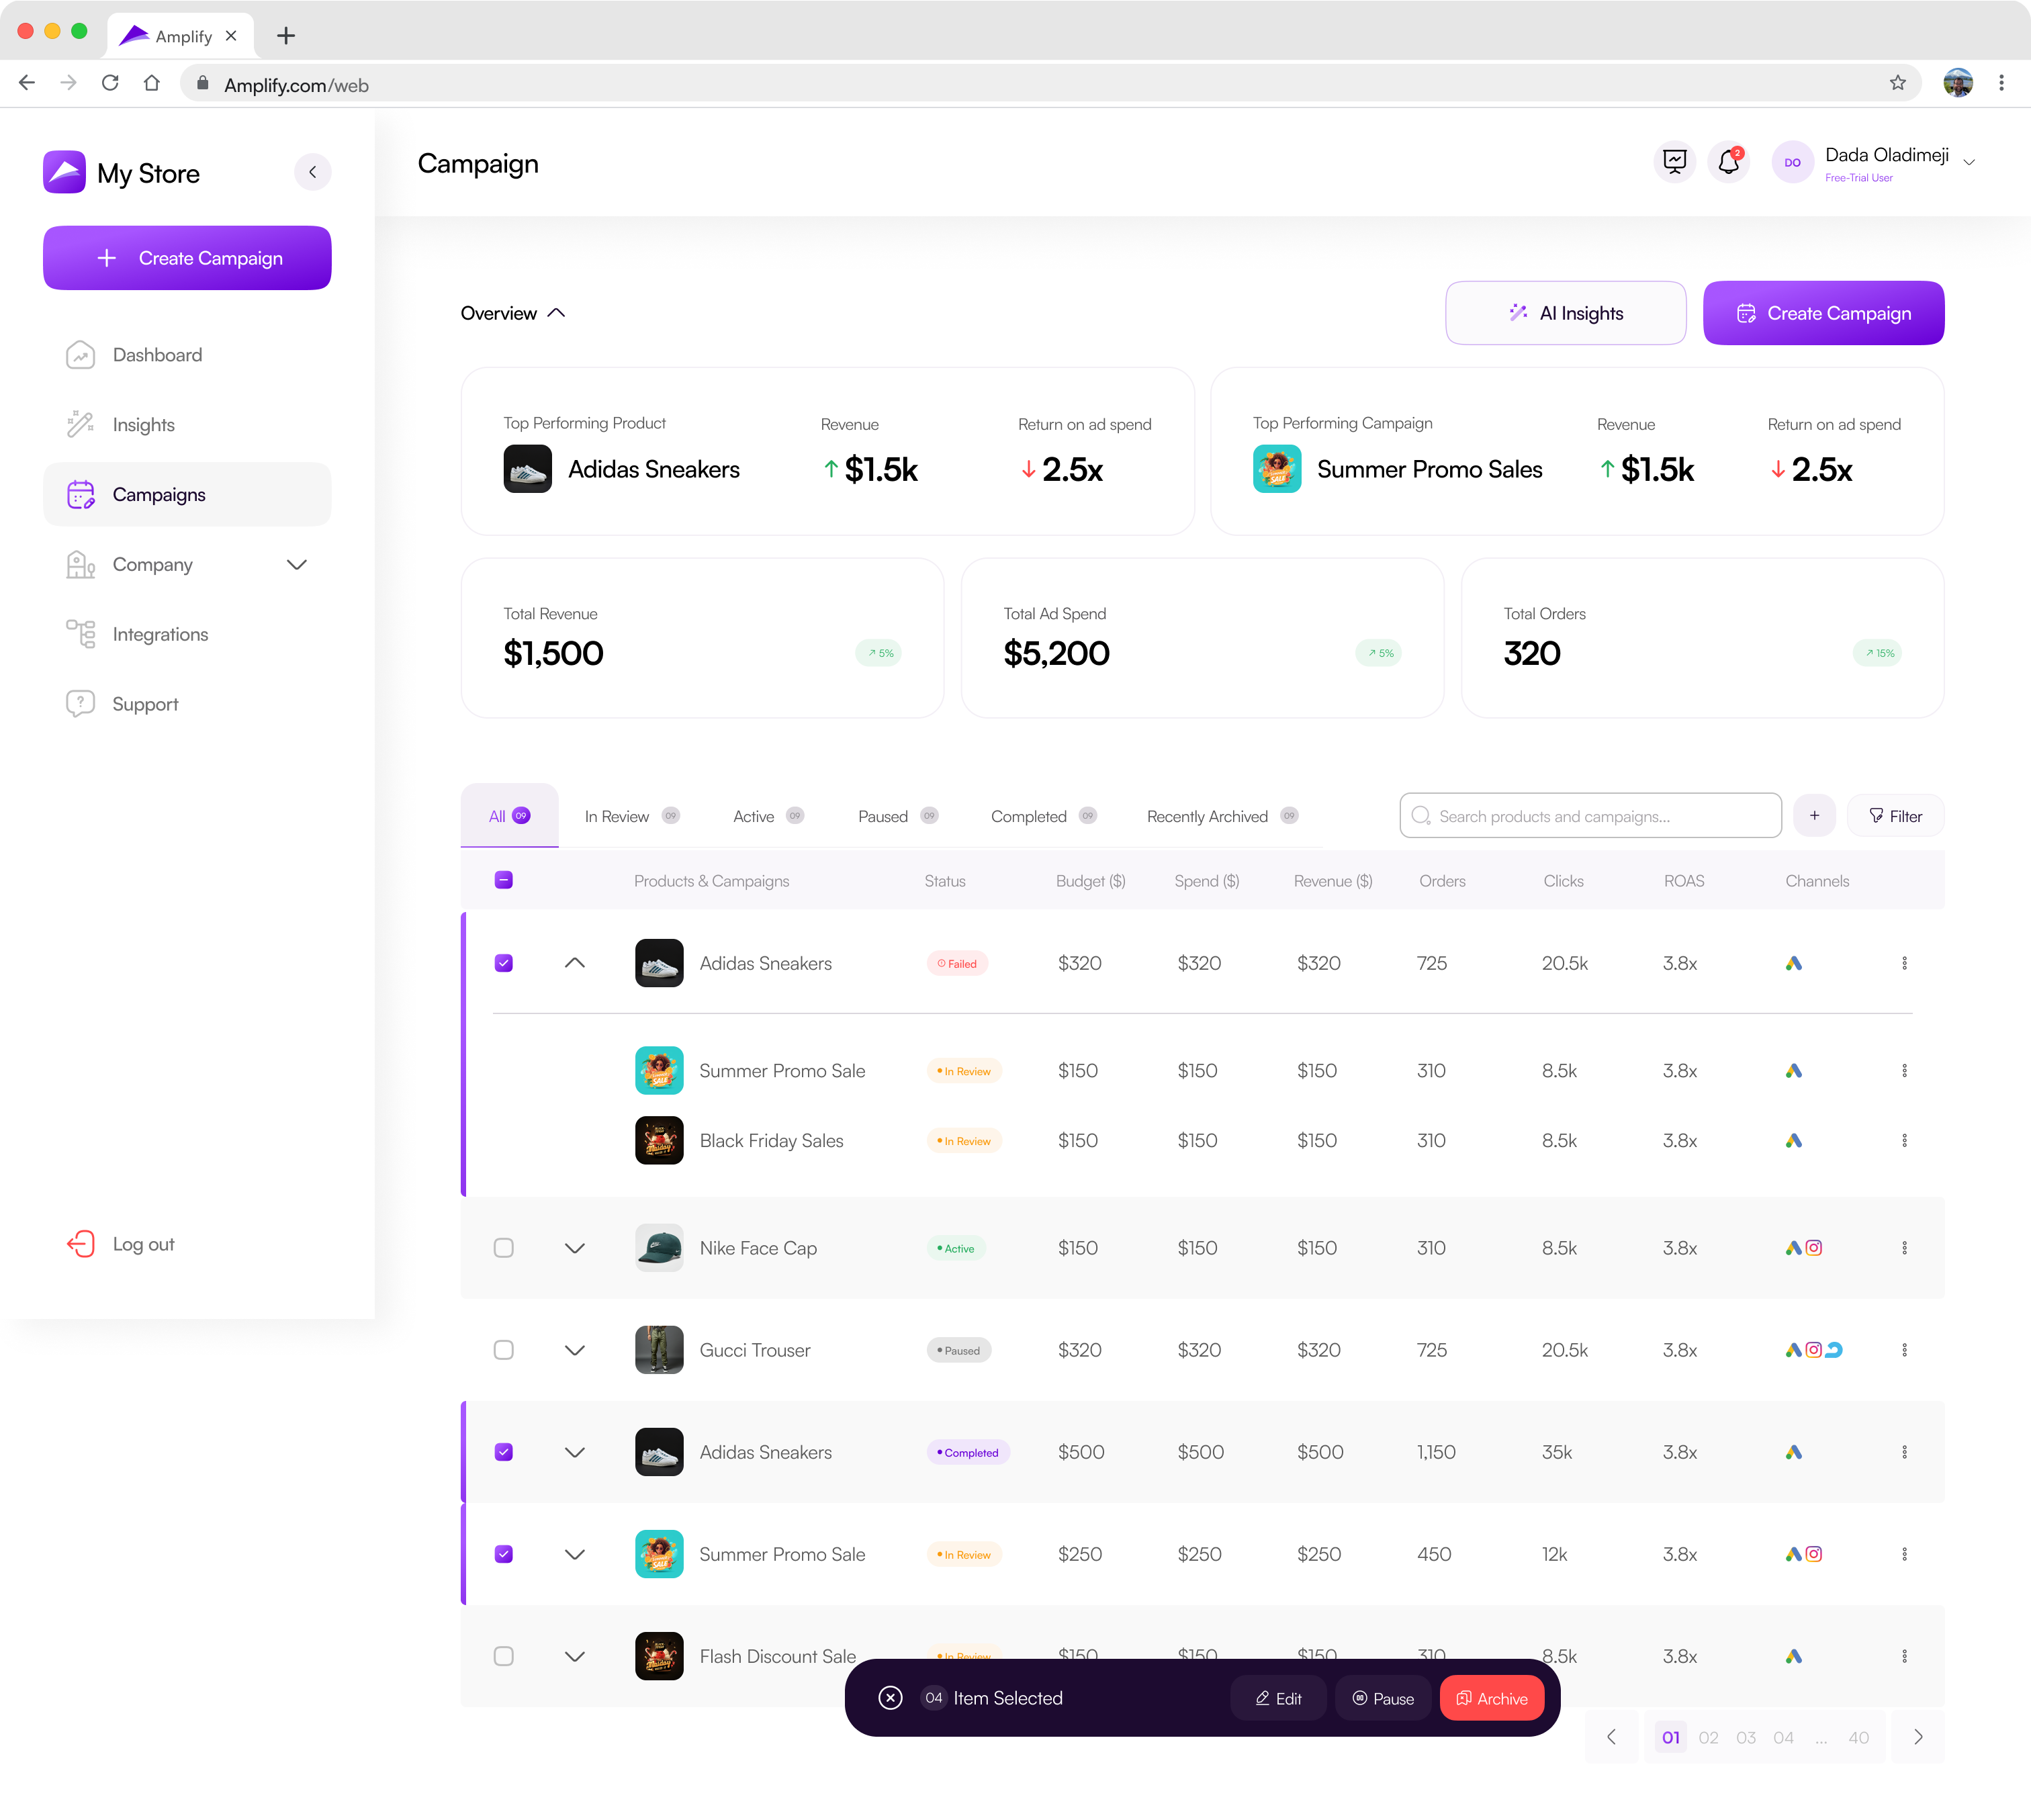 Amplify
Amplify.com/web
My Store
Campaign
2
DO
Dada Oladimeji
Free-Trial User
Create Campaign
Dashboard
Insights
Campaigns
Company
Integrations
Support
Log out
Overview
AI Insights
Create Campaign
Top Performing Product
Revenue
Return on ad spend
Adidas Sneakers
$1.5k
2.5x
Top Performing Campaign
Revenue
Return on ad spend
Summer Promo Sales
$1.5k
2.5x
Total Revenue
$1,500
5%
Total Ad Spend
$5,200
5%
Total Orders
320
15%
All 09 In Review 09 Active 09 Paused 09 Completed 09 Recently Archived 09
Search products and campaigns...
+
Filter
Products & Campaigns Status Budget ($) Spend ($) Revenue ($) Orders Clicks ROAS Channels
Adidas Sneakers Failed $320 $320 $320 725 20.5k 3.8x
Summer Promo Sale In Review $150 $150 $150 310 8.5k 3.8x
Black Friday Sales In Review $150 $150 $150 310 8.5k 3.8x
Nike Face Cap Active $150 $150 $150 310 8.5k 3.8x
Gucci Trouser Paused $320 $320 $320 725 20.5k 3.8x
Adidas Sneakers Completed $500 $500 $500 1,150 35k 3.8x
Summer Promo Sale In Review $250 $250 $250 450 12k 3.8x
Flash Discount Sale In Review $150 $150 $150 310 8.5k 3.8x
04 Item Selected Edit Pause Archive
01 02 03 04 ... 40